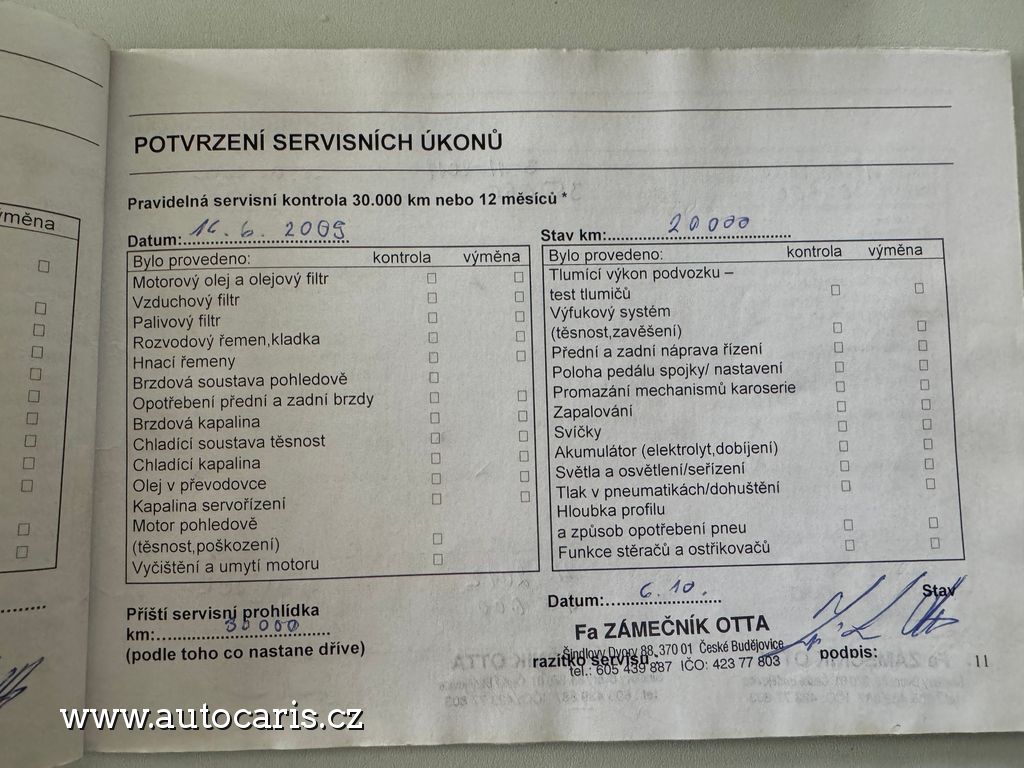 POTVRZENÍ SERVISNÍCH ÚKONŮ
Pravidelná servisní kontrola 30.000 km nebo 12 měsíců *
Datum: 16. 6. 2009
Stav km: 20000
výměna
Bylo provedeno: kontrola výměna
Motorový olej a olejový filtr
Vzduchový filtr
Palivový filtr
Rozvodový řemen,kladka
Hnací řemeny
Brzdová soustava pohledově
Opotřebení přední a zadní brzdy
Brzdová kapalina
Chladící soustava těsnost
Chladící kapalina
Olej v převodovce
Kapalina servořízení
Motor pohledově
(těsnost,poškození)
Vyčištění a umytí motoru
Bylo provedeno: kontrola výměna
Tlumící výkon podvozku –
test tlumičů
Výfukový systém
(těsnost,zavěšení)
Přední a zadní náprava řízení
Poloha pedálu spojky/ nastavení
Promazání mechanismů karoserie
Zapalování
Svíčky
Akumulátor (elektrolyt,dobíjení)
Světla a osvětlení/seřízení
Tlak v pneumatikách/dohuštění
Hloubka profilu
a způsob opotřebení pneu
Funkce stěračů a ostřikovačů
Příští servisní prohlídka
km: 30000
(podle toho co nastane dříve)
Datum: 6. 10.
Stav
Fa ZÁMEČNÍK OTTA
Šindlovy Dvory 88, 370 01 České Budějovice
tel.: 605 439 887 IČO: 423 77 803
razítko servisu
podpis:
11
www.autocaris.cz